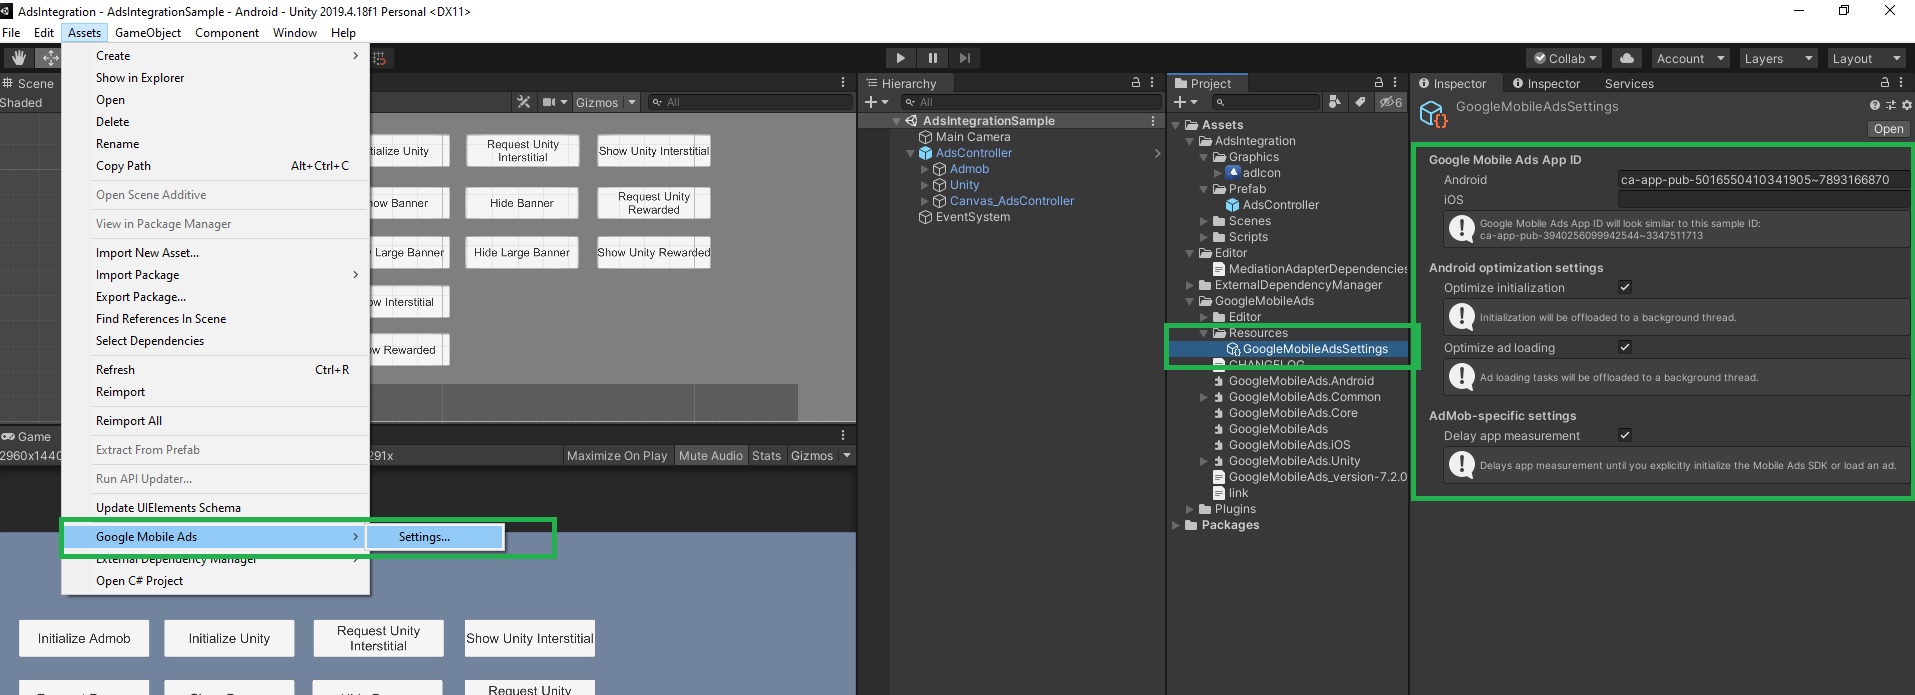 AdsIntegration - AdsIntegrationSample - Android - Unity 2019.4.18f1 Personal <DX11>
File Edit Assets GameObject Component Window Help
Create
Show in Explorer
Open
Delete
Rename
Copy Path Alt+Ctrl+C
Open Scene Additive
View in Package Manager
Import New Asset...
Import Package
Export Package...
Find References In Scene
Select Dependencies
Refresh Ctrl+R
Reimport
Reimport All
Extract From Prefab
Run API Updater...
Update UIElements Schema
Google Mobile Ads
Settings...
External Dependency Manager
Open C# Project
Scene
Shaded
Gizmos All
tialize Unity
Request Unity
Interstitial
Show Unity Interstitial
how Banner
Hide Banner
Request Unity
Rewarded
Large Banner
Hide Large Banner
Show Unity Rewarded
ow Interstitial
ow Rewarded
Game
2960x1440
291x
Maximize On Play Mute Audio Stats Gizmos
Initialize Admob
Initialize Unity
Request Unity
Interstitial
Show Unity Interstitial
Request Unity
Collab Account Layers Layout
Hierarchy
All
AdsIntegrationSample
Main Camera
AdsController
Admob
Unity
Canvas_AdsController
EventSystem
Project
6
Assets
AdsIntegration
Graphics
adIcon
Prefab
AdsController
Scenes
Scripts
Editor
MediationAdapterDependencies
ExternalDependencyManager
GoogleMobileAds
Editor
Resources
GoogleMobileAdsSettings
CHANGELOG
GoogleMobileAds.Android
GoogleMobileAds.Common
GoogleMobileAds.Core
GoogleMobileAds
GoogleMobileAds.iOS
GoogleMobileAds.Unity
GoogleMobileAds_version-7.2.0
link
Plugins
Packages
Inspector Inspector Services
GoogleMobileAdsSettings
Open
Google Mobile Ads App ID
Android ca-app-pub-5016550410341905~7893166870
iOS
Google Mobile Ads App ID will look similar to this sample ID:
ca-app-pub-3940256099942544~3347511713
Android optimization settings
Optimize initialization
Initialization will be offloaded to a background thread.
Optimize ad loading
Ad loading tasks will be offloaded to a background thread.
AdMob-specific settings
Delay app measurement
Delays app measurement until you explicitly initialize the Mobile Ads SDK or load an ad.